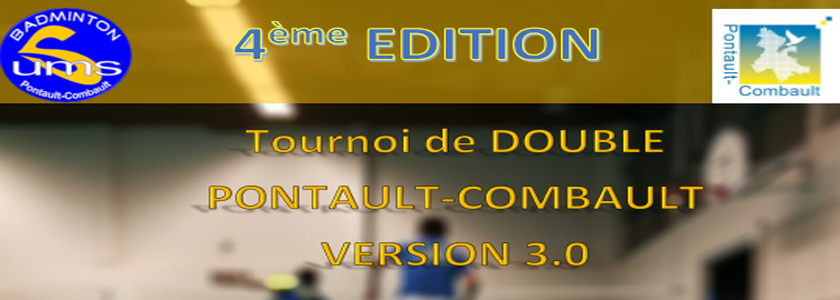 BADMINTON
ums
Pontault-Combault
4ème EDITION
Pontault-
Combault
Tournoi de DOUBLE
PONTAULT-COMBAULT
VERSION 3.0